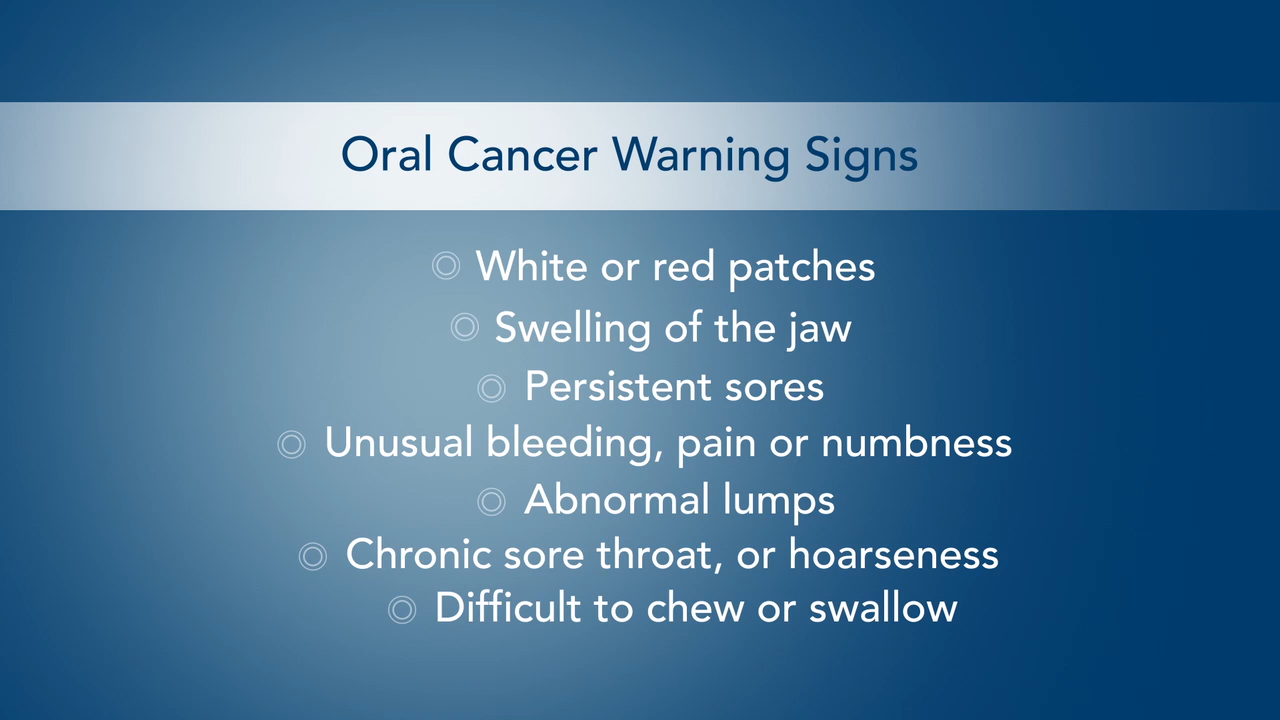 Oral Cancer Warning Signs
White or red patches
Swelling of the jaw
Persistent sores
Unusual bleeding, pain or numbness
Abnormal lumps
Chronic sore throat, or hoarseness
Difficult to chew or swallow